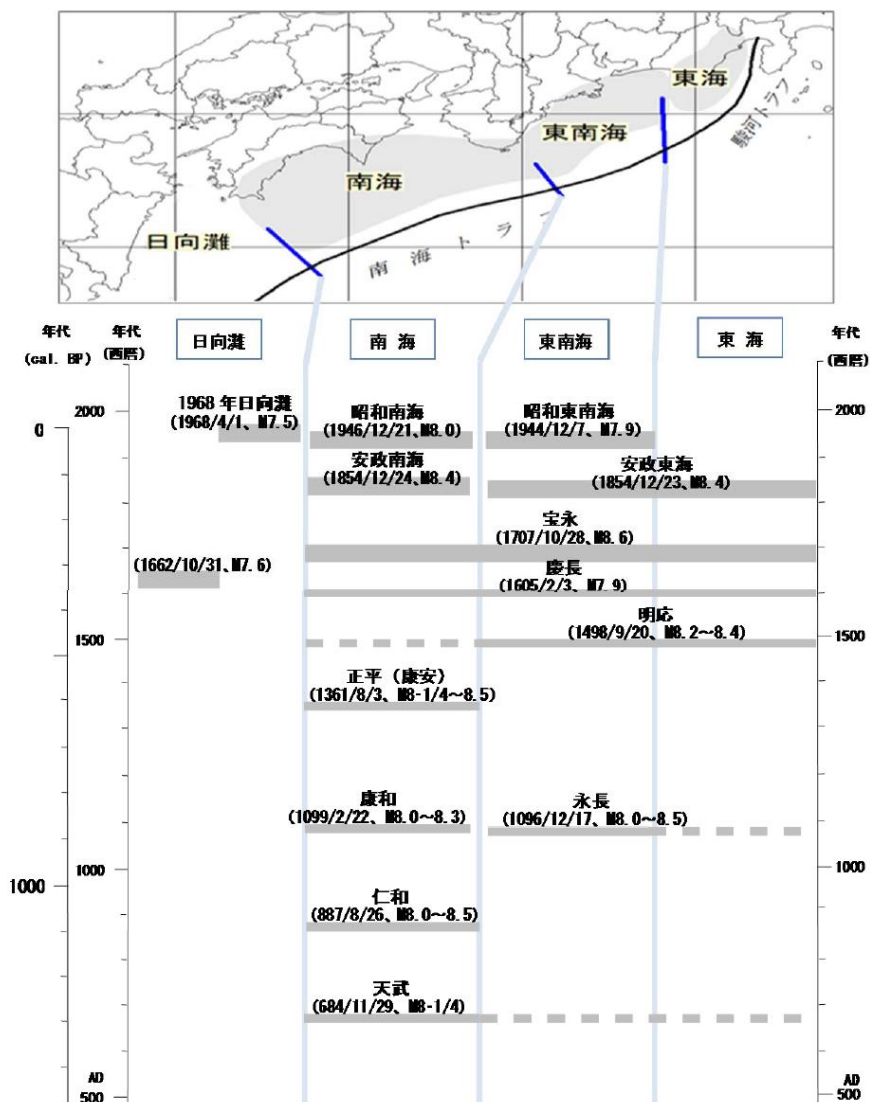 東海
東南海
南海
日向灘
駿河トラフ
南海トラフ
年代
(cal. BP)
年代
(西暦)
日向灘
南 海
東南海
東 海
年代
(西暦)
2000
2000
0
1968 年日向灘
(1968/4/1、M7.5)
昭和南海
(1946/12/21、M8.0)
昭和東南海
(1944/12/7、M7.9)
安政南海
(1854/12/24、M8.4)
安政東海
(1854/12/23、M8.4)
宝永
(1707/10/28、M8.6)
(1662/10/31、M7.6)
慶長
(1605/2/3、M7.9)
明応
(1498/9/20、M8.2～8.4)
1500
1500
正平（康安）
(1361/8/3、M8-1/4～8.5)
康和
(1099/2/22、M8.0～8.3)
永長
(1096/12/17、M8.0～8.5)
1000
1000
1000
仁和
(887/8/26、M8.0～8.5)
天武
(684/11/29、M8-1/4)
AD
500
AD
500